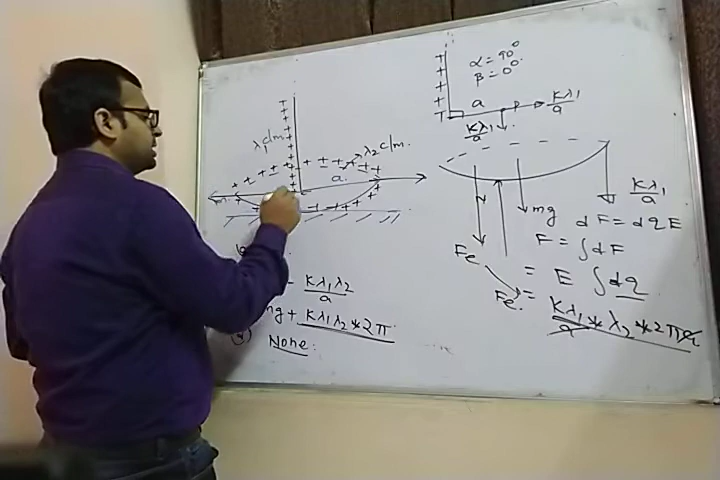 λ, c/m.
λ₂ c/m.
a.
Kλ₁λ₂
a
mg + Kλ₁λ₂ * 2π.
None:
α = 90°
β = 0°
a
P
Kλ₁
a
Kλ₁
a
N
mg
Kλ₁
a
Fe
dF = dqE
F = ∫dF
= E ∫dq
Fe. = Kλ₁ * λ₂ * 2πa
a